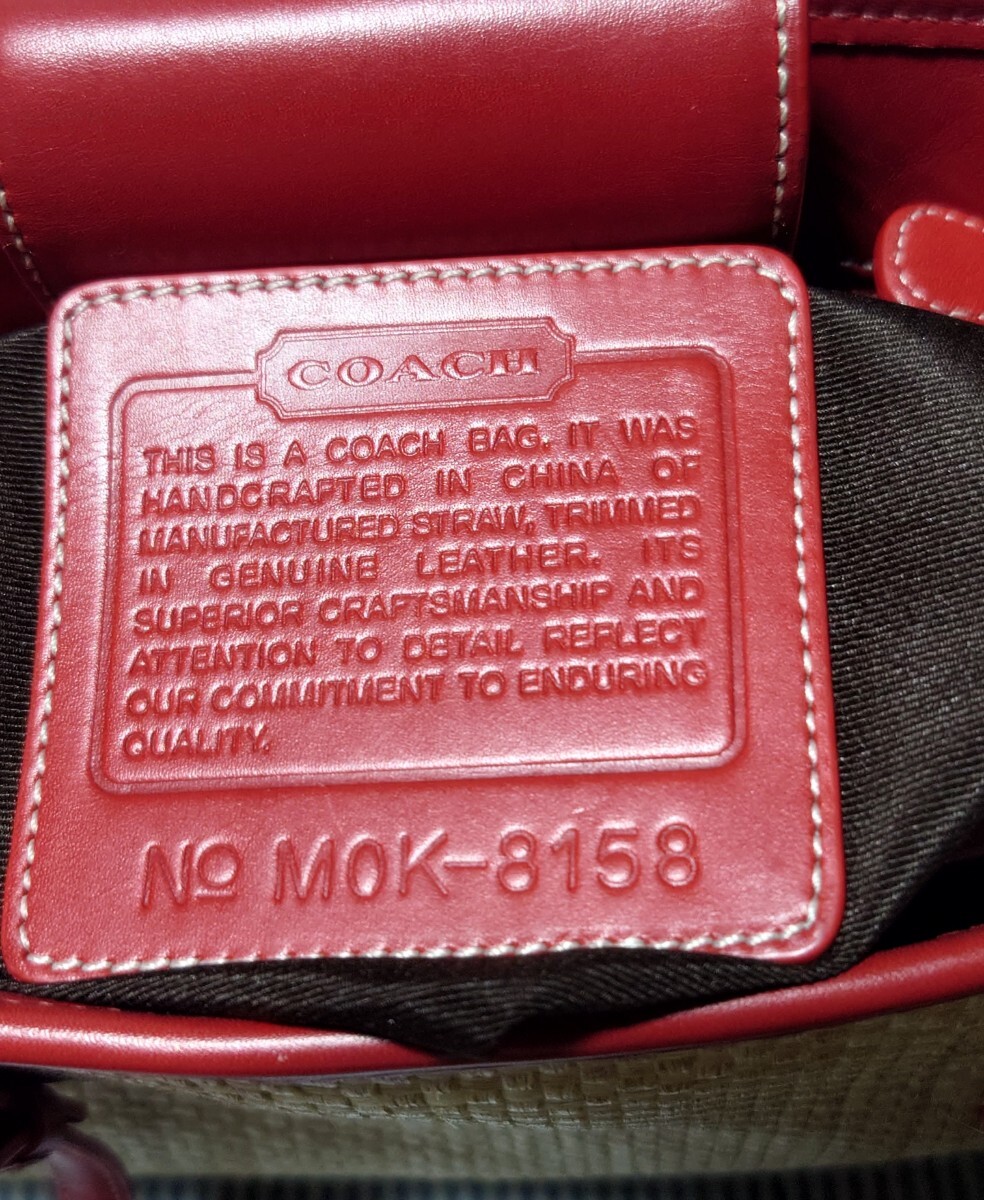 COACH
THIS IS A COACH BAG. IT WAS
HANDCRAFTED IN CHINA OF
MANUFACTURED STRAW, TRIMMED
IN GENUINE LEATHER. ITS
SUPERIOR CRAFTSMANSHIP AND
ATTENTION TO DETAIL REFLECT
OUR COMMITMENT TO ENDURING
QUALITY.
No M0K-8158